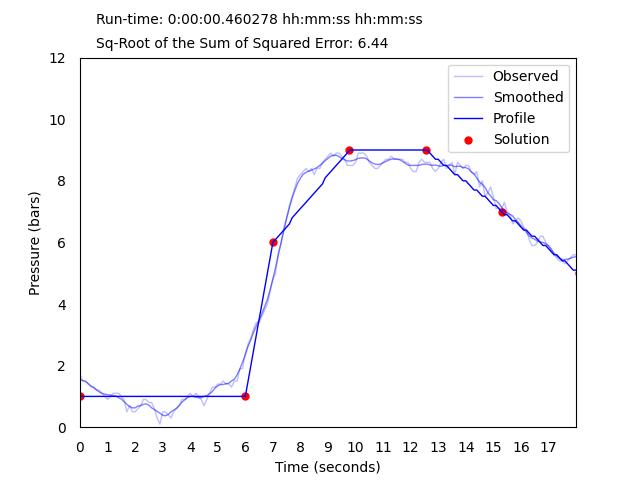 Run-time: 0:00:00.460278 hh:mm:ss hh:mm:ss
Sq-Root of the Sum of Squared Error: 6.44
12
10
8
6
4
2
0
Pressure (bars)
Observed
Smoothed
Profile
Solution
0 1 2 3 4 5 6 7 8 9 10 11 12 13 14 15 16 17
Time (seconds)